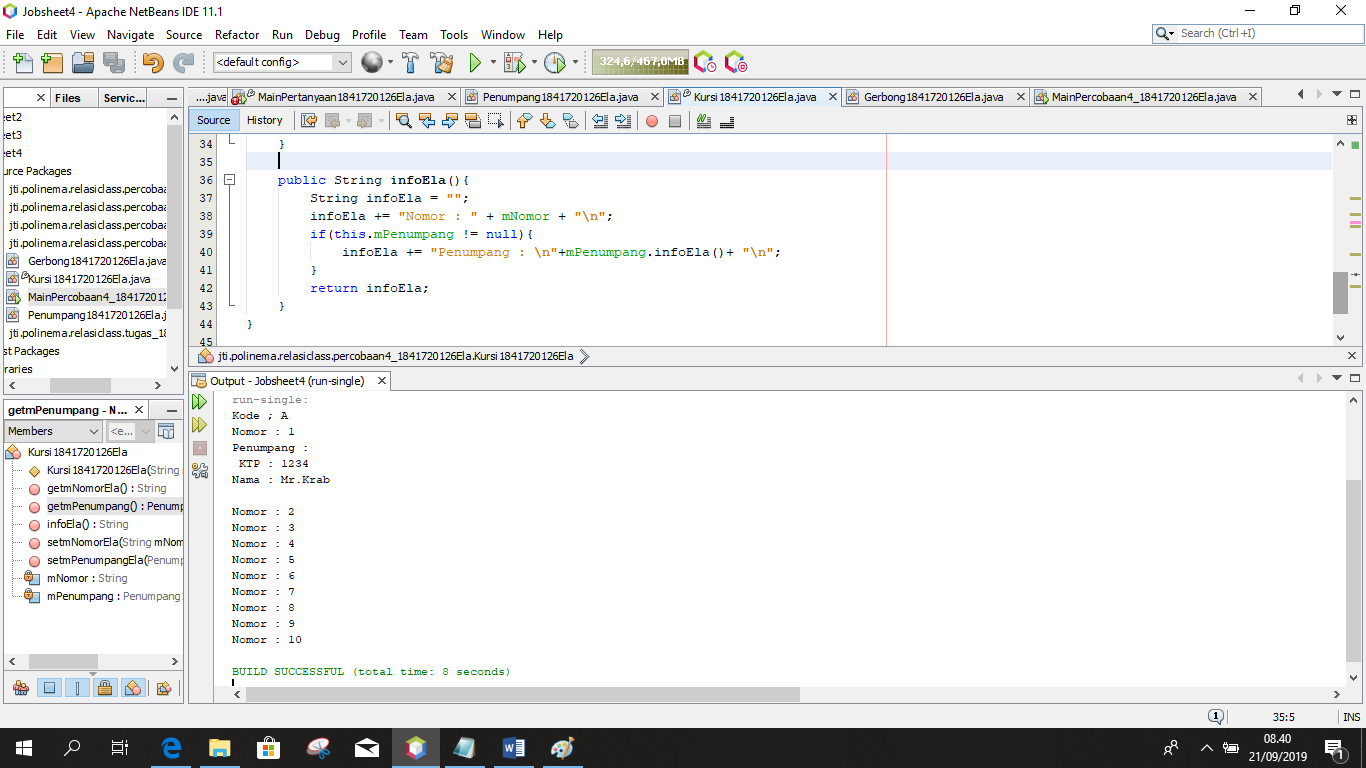 Jobsheet4 - Apache NetBeans IDE 11.1
File Edit View Navigate Source Refactor Run Debug Profile Team Tools Window Help
Search (Ctrl+I)
<default config>
324,6/467,0MB
Files
Servic...
....java
MainPertanyaan1841720126Ela.java
Penumpang1841720126Ela.java
Kursi1841720126Ela.java
Gerbong1841720126Ela.java
MainPercobaan4_1841720126Ela.java
Source History
eet2
eet3
eet4
urce Packages
jti.polinema.relasiclass.percobaa
jti.polinema.relasiclass.percobaa
jti.polinema.relasiclass.percobaa
jti.polinema.relasiclass.percobaa
Gerbong1841720126Ela.java
Kursi1841720126Ela.java
MainPercobaan4_18417201
Penumpang1841720126Ela.j
jti.polinema.relasiclass.tugas_18
st Packages
raries
34 }
35
36 public String infoEla(){
37 String infoEla = "";
38 infoEla += "Nomor : " + mNomor + "\n";
39 if(this.mPenumpang != null){
40 infoEla += "Penumpang : \n"+mPenumpang.infoEla()+ "\n";
41 }
42 return infoEla;
43 }
44 }
45
jti.polinema.relasiclass.percobaan4_1841720126Ela.Kursi1841720126Ela
getmPenumpang - N...
Members
<e...
Kursi1841720126Ela
Kursi1841720126Ela(String
getmNomorEla() : String
getmPenumpang() : Penump
infoEla() : String
setmNomorEla(String mNom
setmPenumpangEla(Penump
mNomor : String
mPenumpang : Penumpang
Output - Jobsheet4 (run-single)
run-single:
Kode ; A
Nomor : 1
Penumpang :
KTP : 1234
Nama : Mr.Krab
Nomor : 2
Nomor : 3
Nomor : 4
Nomor : 5
Nomor : 6
Nomor : 7
Nomor : 8
Nomor : 9
Nomor : 10
BUILD SUCCESSFUL (total time: 8 seconds)
1
35:5
INS
08.40
21/09/2019
1